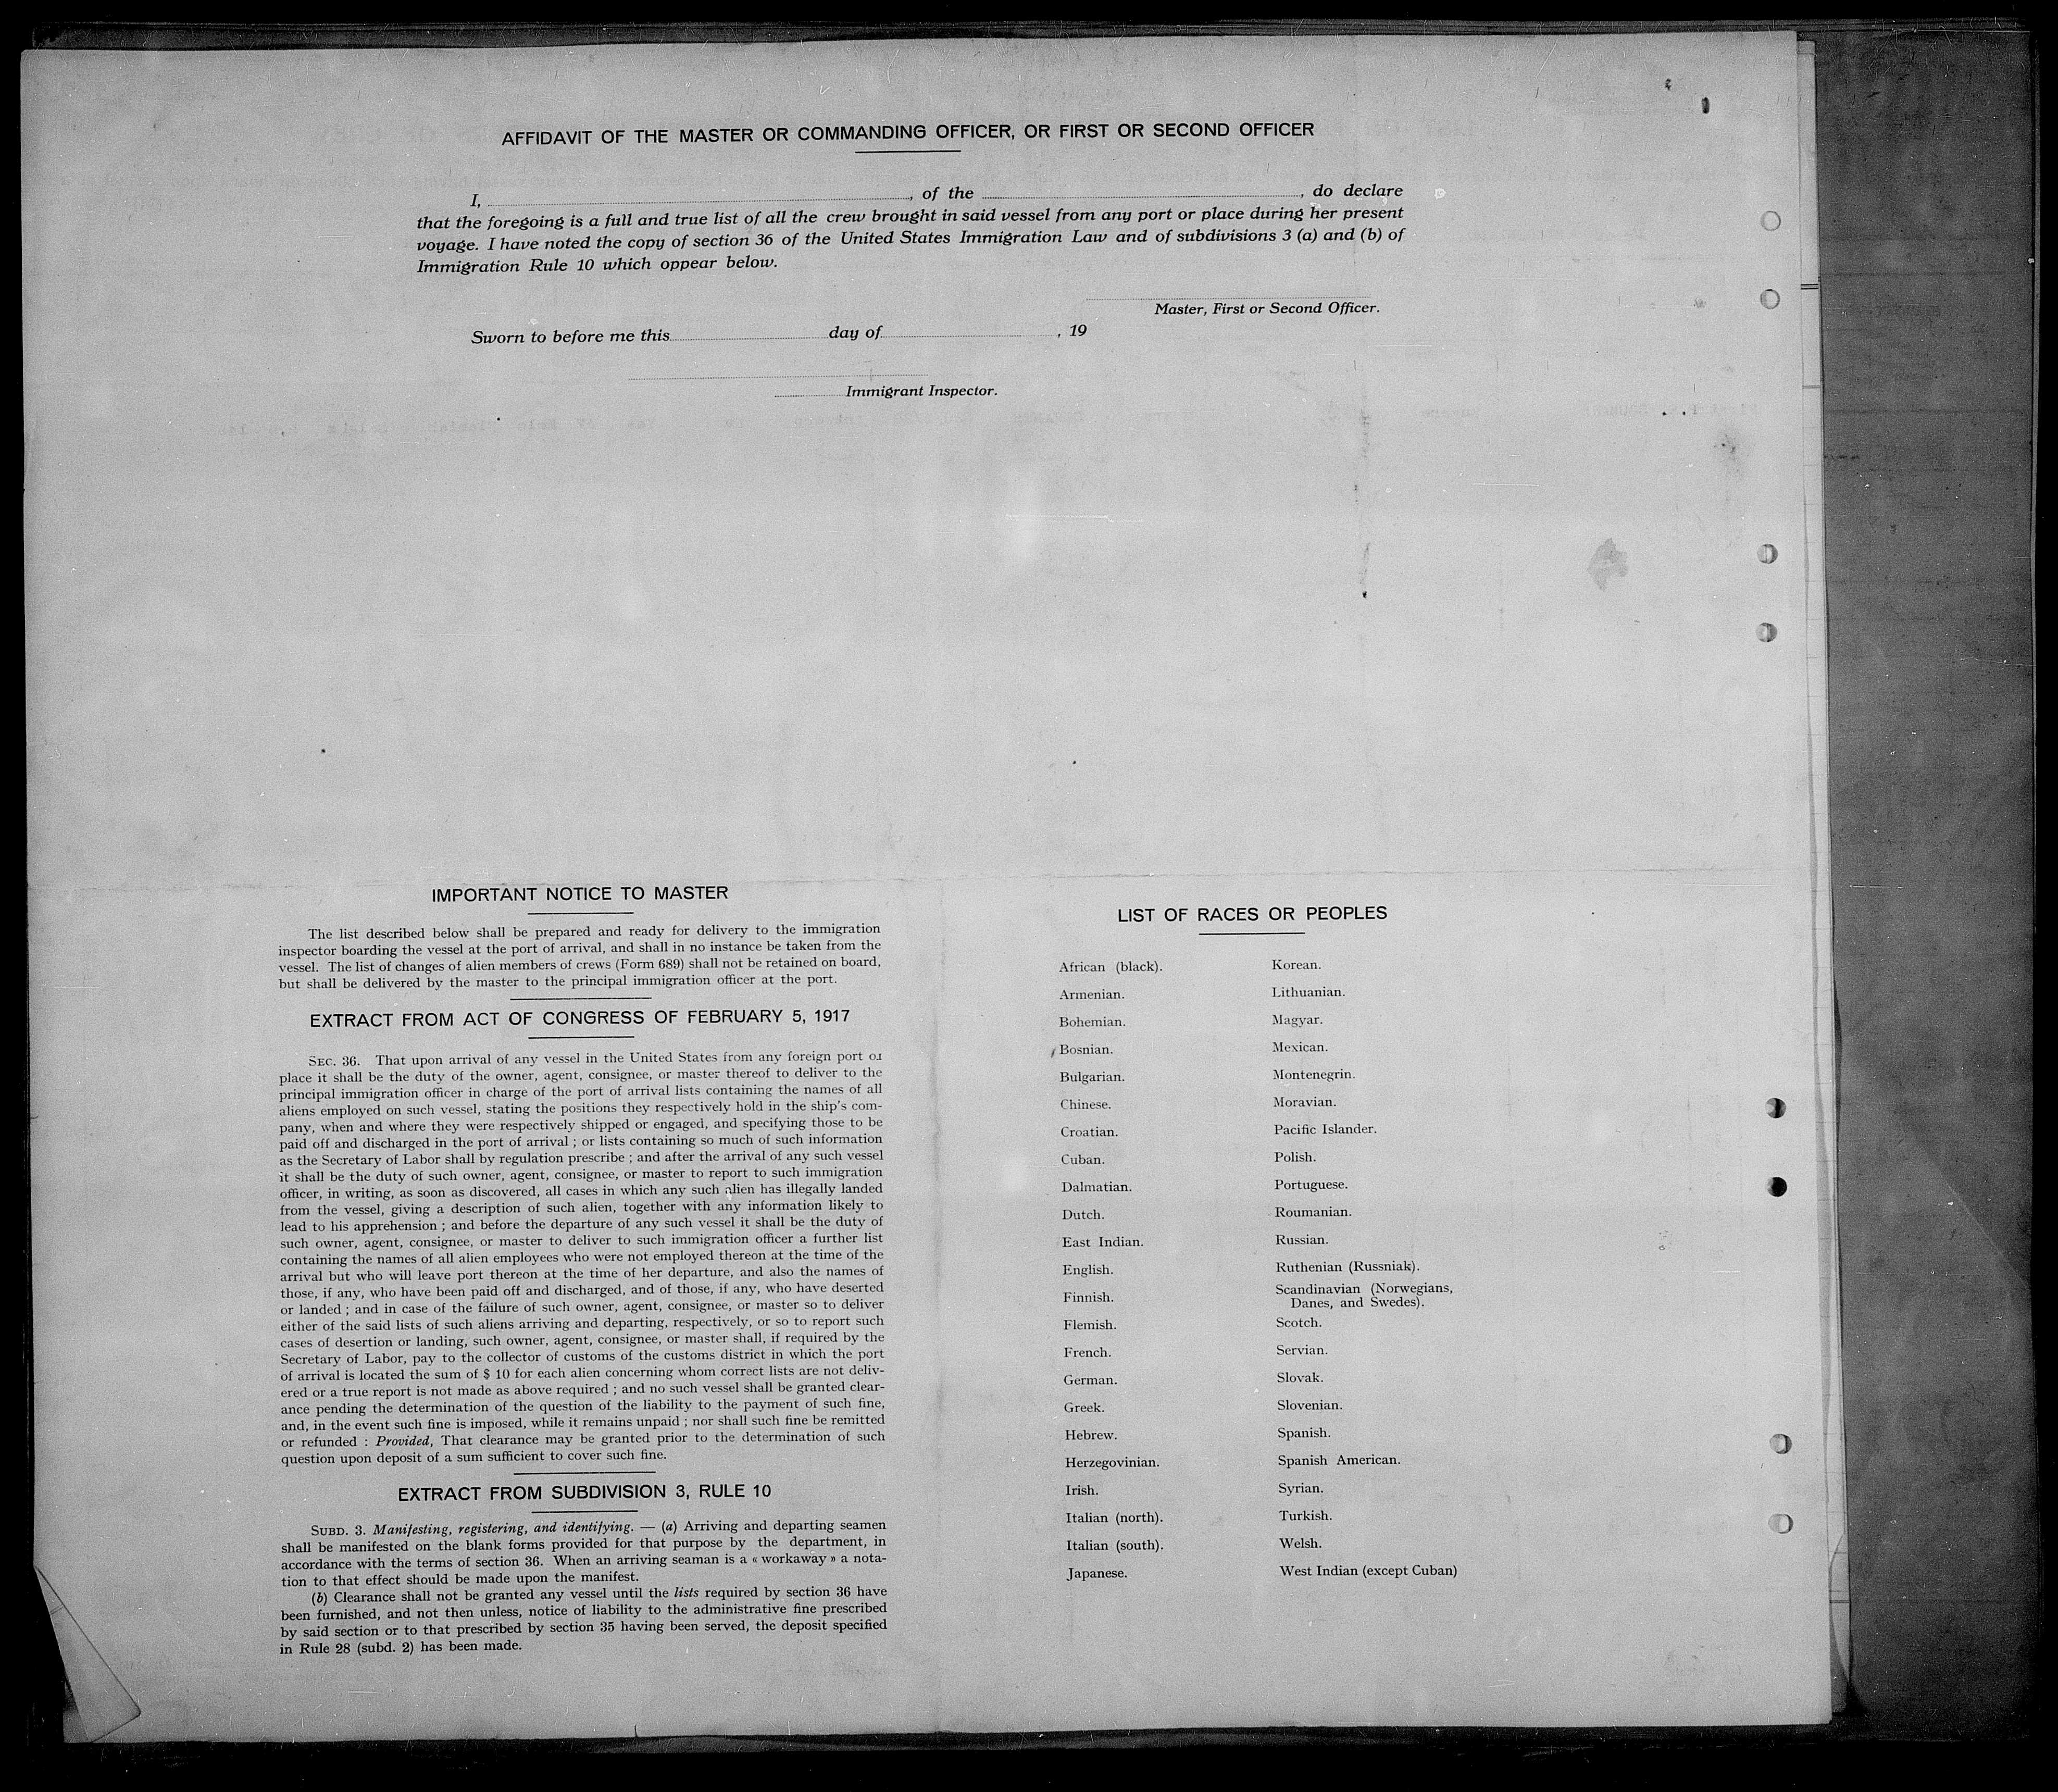 AFFIDAVIT OF THE MASTER OR COMMANDING OFFICER, OR FIRST OR SECOND OFFICER
I, , of the , do declare
that the foregoing is a full and true list of all the crew brought in said vessel from any port or place during her present
voyage. I have noted the copy of section 36 of the United States Immigration Law and of subdivisions 3 (a) and (b) of
Immigration Rule 10 which oppear below.
Master, First or Second Officer.
Sworn to before me this day of , 19
Immigrant Inspector.
IMPORTANT NOTICE TO MASTER
The list described below shall be prepared and ready for delivery to the immigration
inspector boarding the vessel at the port of arrival, and shall in no instance be taken from the
vessel. The list of changes of alien members of crews (Form 689) shall not be retained on board,
but shall be delivered by the master to the principal immigration officer at the port.
EXTRACT FROM ACT OF CONGRESS OF FEBRUARY 5, 1917
SEC. 36. That upon arrival of any vessel in the United States from any foreign port or
place it shall be the duty of the owner, agent, consignee, or master thereof to deliver to the
principal immigration officer in charge of the port of arrival lists containing the names of all
aliens employed on such vessel, stating the positions they respectively hold in the ship's com-
pany, when and where they were respectively shipped or engaged, and specifying those to be
paid off and discharged in the port of arrival ; or lists containing so much of such information
as the Secretary of Labor shall by regulation prescribe ; and after the arrival of any such vessel
it shall be the duty of such owner, agent, consignee, or master to report to such immigration
officer, in writing, as soon as discovered, all cases in which any such alien has illegally landed
from the vessel, giving a description of such alien, together with any information likely to
lead to his apprehension ; and before the departure of any such vessel it shall be the duty of
such owner, agent, consignee, or master to deliver to such immigration officer a further list
containing the names of all alien employees who were not employed thereon at the time of the
arrival but who will leave port thereon at the time of her departure, and also the names of
those, if any, who have been paid off and discharged, and of those, if any, who have deserted
or landed ; and in case of the failure of such owner, agent, consignee, or master so to deliver
either of the said lists of such aliens arriving and departing, respectively, or so to report such
cases of desertion or landing, such owner, agent, consignee, or master shall, if required by the
Secretary of Labor, pay to the collector of customs of the customs district in which the port
of arrival is located the sum of $ 10 for each alien concerning whom correct lists are not deliv-
ered or a true report is not made as above required ; and no such vessel shall be granted clear-
ance pending the determination of the question of the liability to the payment of such fine,
and, in the event such fine is imposed, while it remains unpaid ; nor shall such fine be remitted
or refunded : Provided, That clearance may be granted prior to the determination of such
question upon deposit of a sum sufficient to cover such fine.
EXTRACT FROM SUBDIVISION 3, RULE 10
SUBD. 3. Manifesting, registering, and identifying. — (a) Arriving and departing seamen
shall be manifested on the blank forms provided for that purpose by the department, in
accordance with the terms of section 36. When an arriving seaman is a « workaway » a nota-
tion to that effect should be made upon the manifest.
(b) Clearance shall not be granted any vessel until the lists required by section 36 have
been furnished, and not then unless, notice of liability to the administrative fine prescribed
by said section or to that prescribed by section 35 having been served, the deposit specified
in Rule 28 (subd. 2) has been made.
LIST OF RACES OR PEOPLES
African (black).
Armenian.
Bohemian.
Bosnian.
Bulgarian.
Chinese.
Croatian.
Cuban.
Dalmatian.
Dutch.
East Indian.
English.
Finnish.
Flemish.
French.
German.
Greek.
Hebrew.
Herzegovinian.
Irish.
Italian (north).
Italian (south).
Japanese.
Korean.
Lithuanian.
Magyar.
Mexican.
Montenegrin.
Moravian.
Pacific Islander.
Polish.
Portuguese.
Roumanian.
Russian.
Ruthenian (Russniak).
Scandinavian (Norwegians,
Danes, and Swedes).
Scotch.
Servian.
Slovak.
Slovenian.
Spanish.
Spanish American.
Syrian.
Turkish.
Welsh.
West Indian (except Cuban)